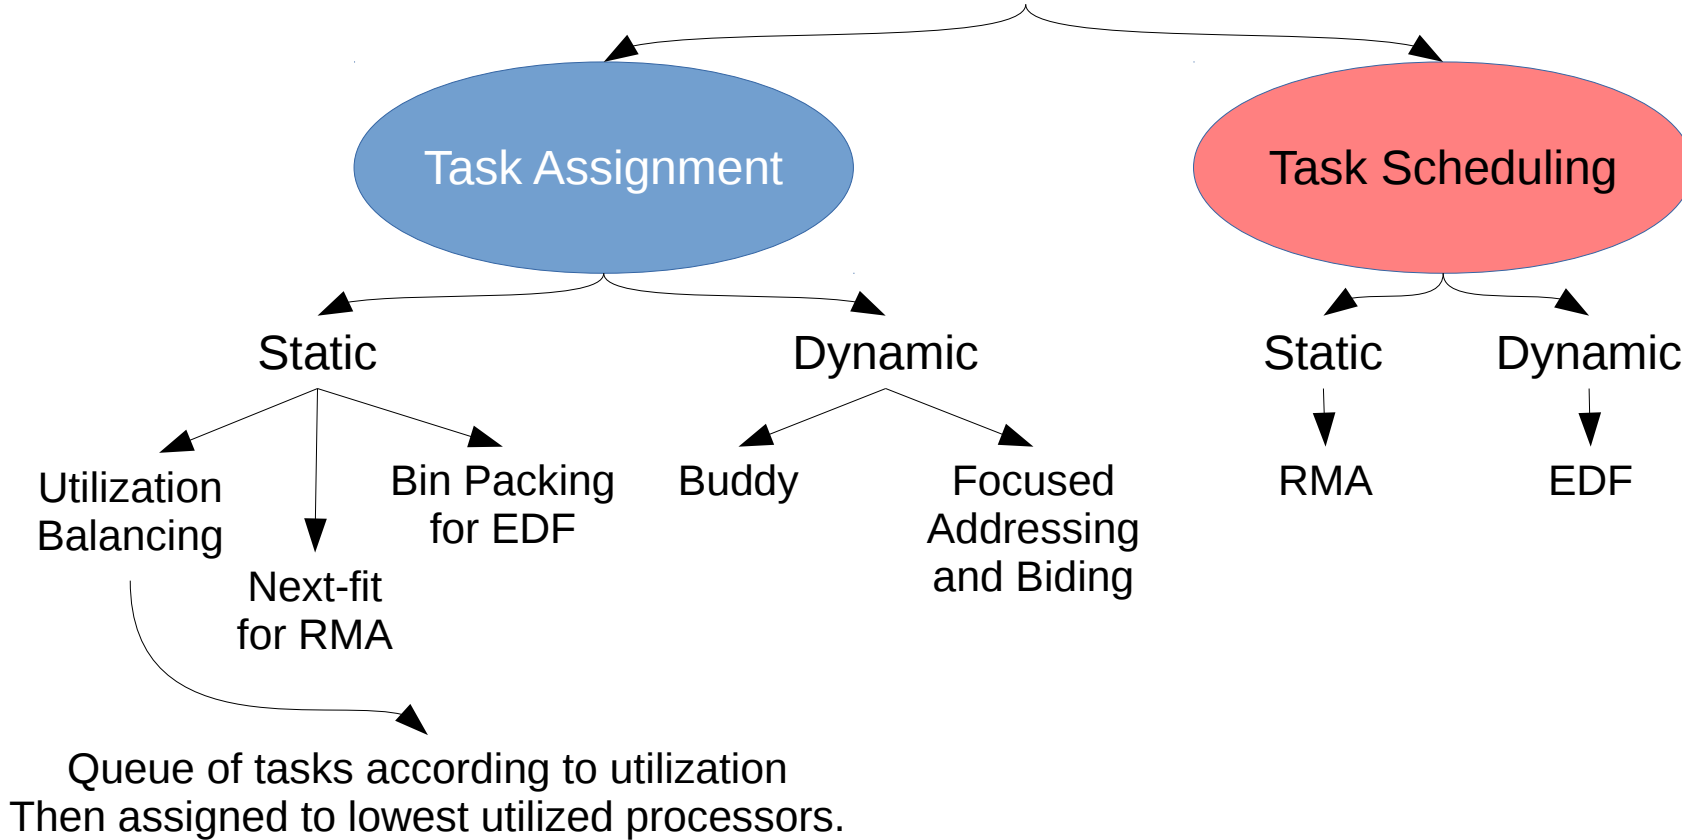 Task Assignment
Task Scheduling
Static
Dynamic
Static
Dynamic
Utilization
Balancing
Next-fit
for RMA
Bin Packing
for EDF
Buddy
Focused
Addressing
and Biding
RMA
EDF
Queue of tasks according to utilization
Then assigned to lowest utilized processors.